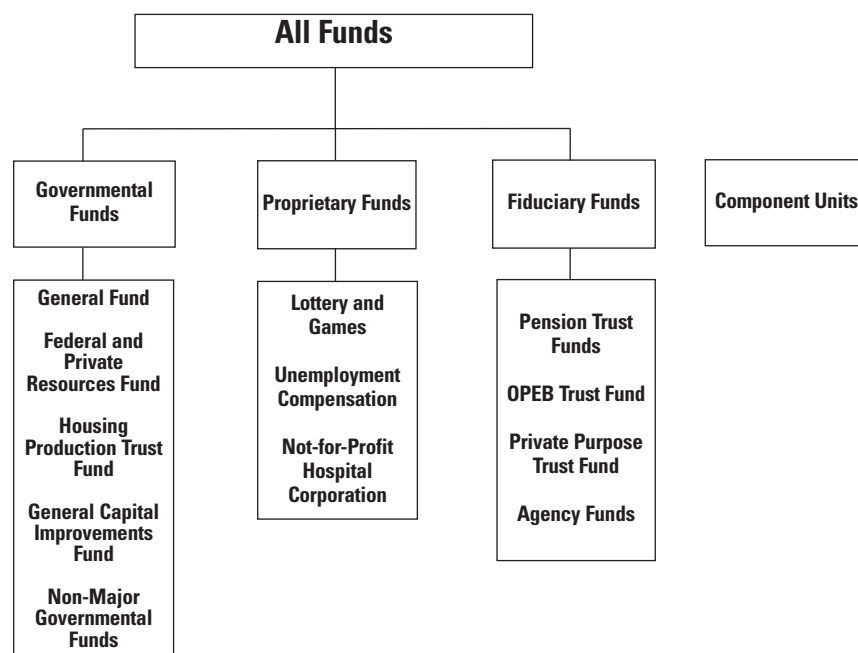 All Funds
Governmental
Funds
Proprietary Funds
Fiduciary Funds
Component Units
General Fund
Federal and
Private
Resources Fund
Housing
Production Trust
Fund
General Capital
Improvements
Fund
Non-Major
Governmental
Funds
Lottery and
Games
Unemployment
Compensation
Not-for-Profit
Hospital
Corporation
Pension Trust
Funds
OPEB Trust Fund
Private Purpose
Trust Fund
Agency Funds